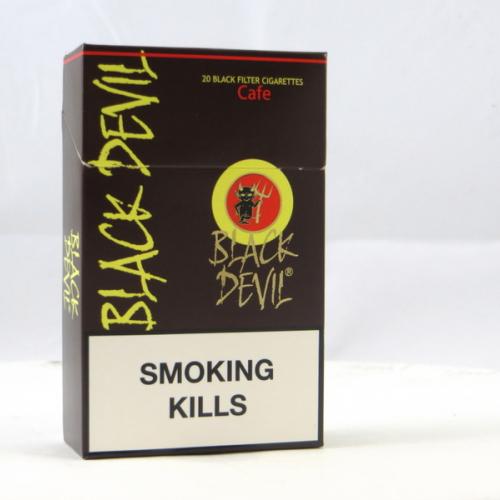 20 BLACK FILTER CIGARETTES
Cafe
BLACK DEVIL
BLACK
DEVIL®
BLACK
DEVIL
SMOKING
KILLS